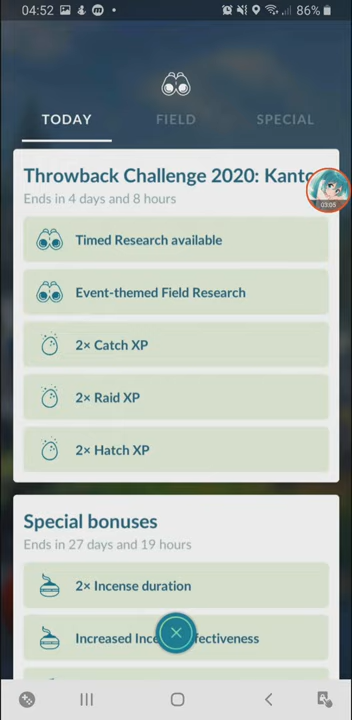 04:52
86%
TODAY
FIELD
SPECIAL
Throwback Challenge 2020: Kanto
Ends in 4 days and 8 hours
03:05
Timed Research available
Event-themed Field Research
2× Catch XP
2× Raid XP
2× Hatch XP
Special bonuses
Ends in 27 days and 19 hours
2× Incense duration
Increased